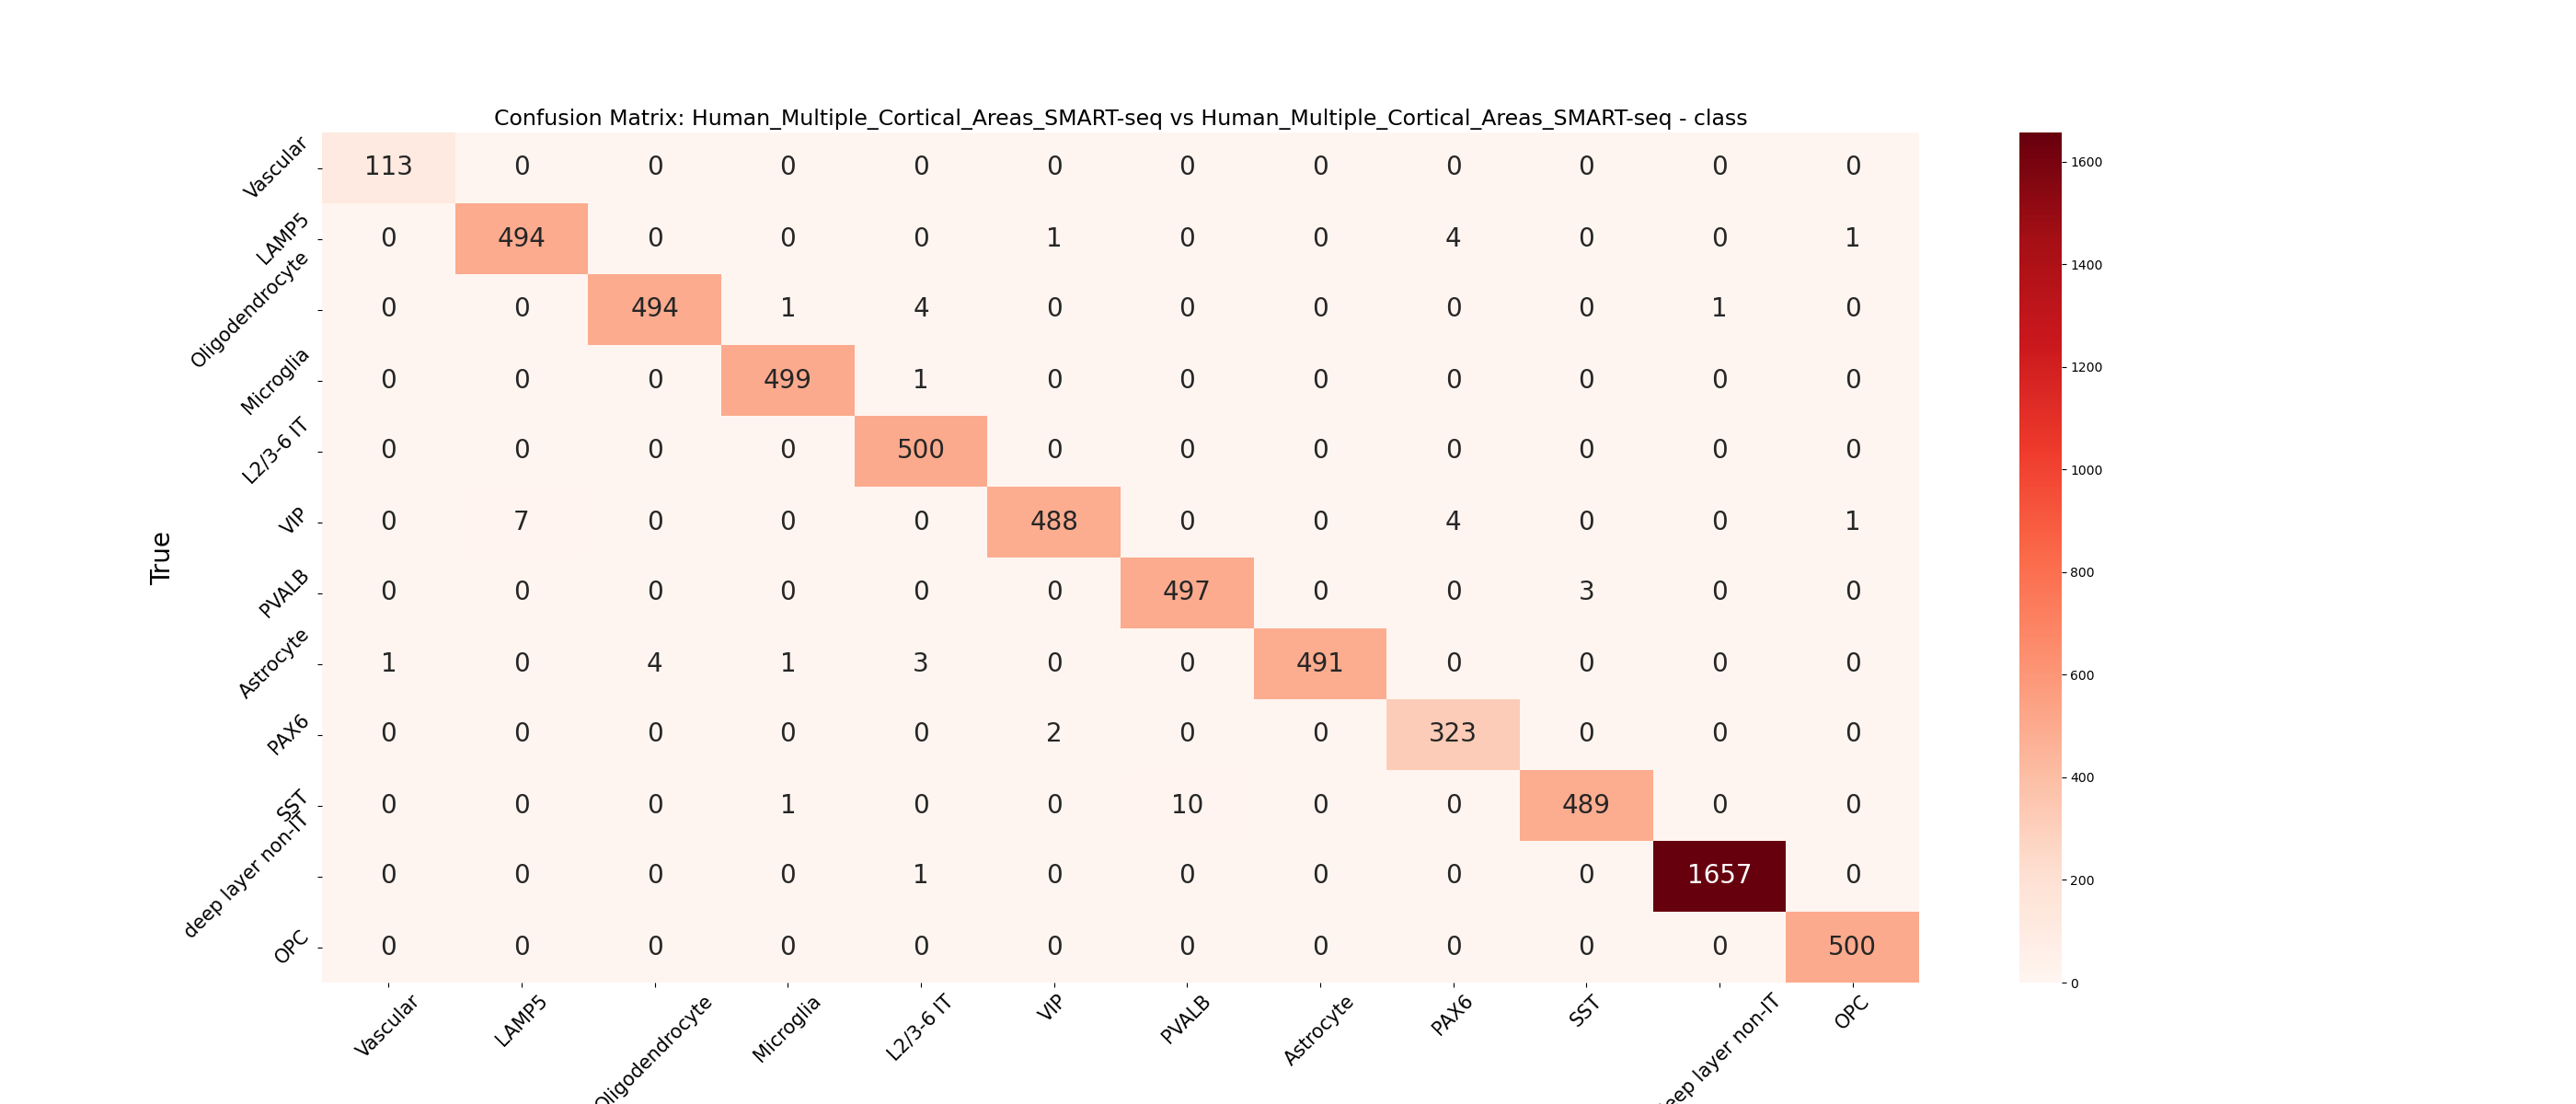 Confusion Matrix: Human_Multiple_Cortical_Areas_SMART-seq vs Human_Multiple_Cortical_Areas_SMART-seq - class
Vascular 113 0 0 0 0 0 0 0 0 0 0 0
LAMP5 0 494 0 0 0 1 0 0 4 0 0 1
Oligodendrocyte 0 0 494 1 4 0 0 0 0 0 1 0
Microglia 0 0 0 499 1 0 0 0 0 0 0 0
L2/3-6 IT 0 0 0 0 500 0 0 0 0 0 0 0
VIP 0 7 0 0 0 488 0 0 4 0 0 1
PVALB 0 0 0 0 0 0 497 0 0 3 0 0
Astrocyte 1 0 4 1 3 0 0 491 0 0 0 0
PAX6 0 0 0 0 0 2 0 0 323 0 0 0
SST 0 0 0 1 0 0 10 0 0 489 0 0
deep layer non-IT 0 0 0 0 1 0 0 0 0 0 1657 0
OPC 0 0 0 0 0 0 0 0 0 0 0 500
True
Vascular LAMP5 Oligodendrocyte Microglia L2/3-6 IT VIP PVALB Astrocyte PAX6 SST eep layer non-IT OPC
1600
1400
1200
1000
800
600
400
200
0